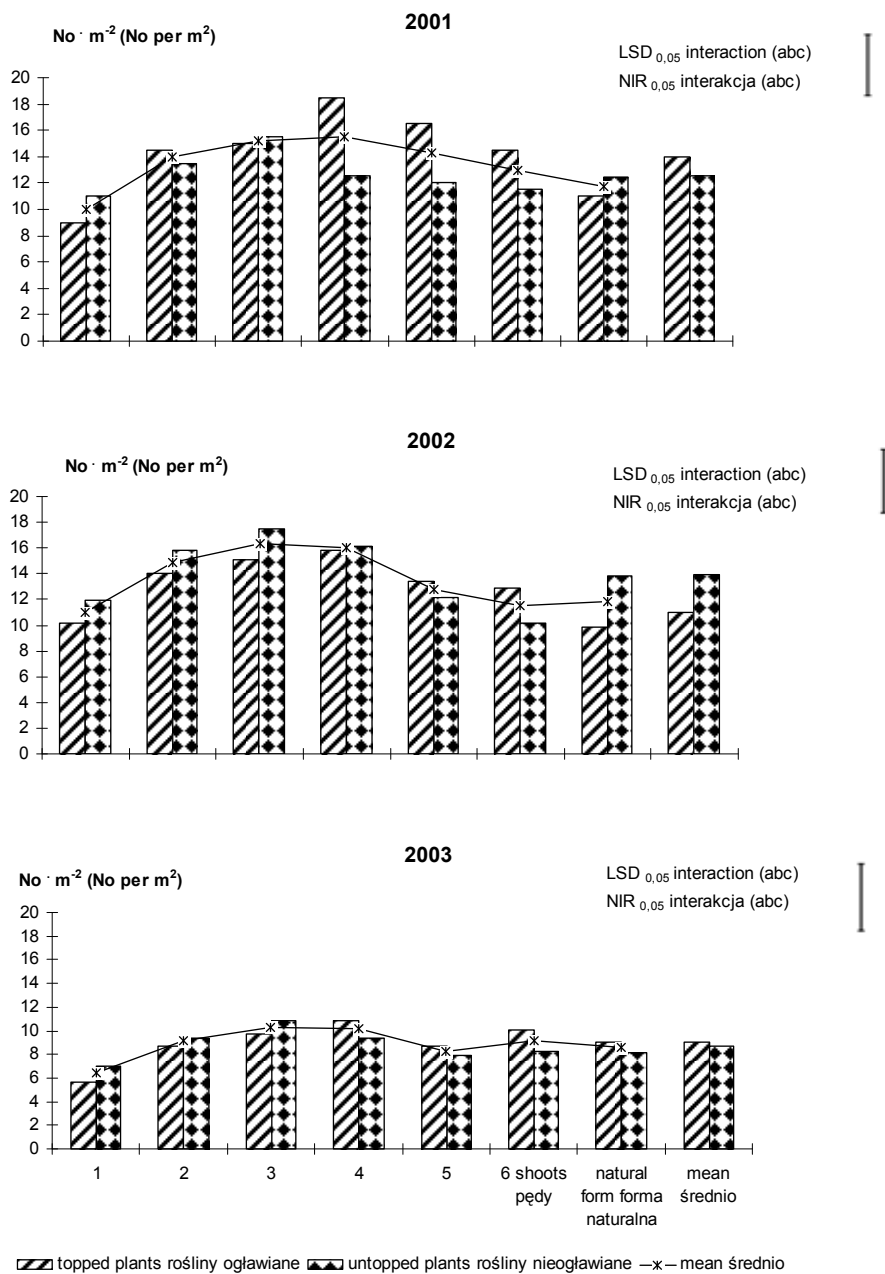 2001
No · m⁻² (No per m²)
LSD 0,05 interaction (abc)
NIR 0,05 interakcja (abc)
20
18
16
14
12
10
8
6
4
2
0
2002
No · m⁻² (No per m²)
LSD 0,05 interaction (abc)
NIR 0,05 interakcja (abc)
20
18
16
14
12
10
8
6
4
2
0
2003
No · m⁻² (No per m²)
LSD 0,05 interaction (abc)
NIR 0,05 interakcja (abc)
20
18
16
14
12
10
8
6
4
2
0
1 2 3 4 5 6 shoots natural mean
pędy form forma średnio
naturalna
topped plants rośliny ogławiane untopped plants rośliny nieogławiane mean średnio